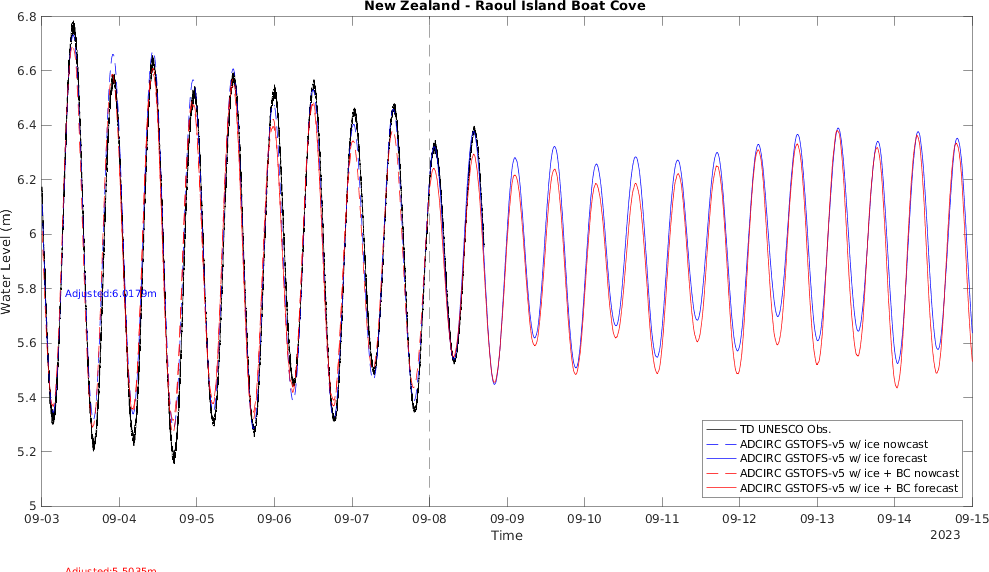 New Zealand - Raoul Island Boat Cove
6.8
6.6
6.4
6.2
6
5.8
5.6
5.4
5.2
5
Water Level (m)
Adjusted:6.0179m
TD UNESCO Obs.
ADCIRC GSTOFS-v5 w/ ice nowcast
ADCIRC GSTOFS-v5 w/ ice forecast
ADCIRC GSTOFS-v5 w/ ice + BC nowcast
ADCIRC GSTOFS-v5 w/ ice + BC forecast
09-03 09-04 09-05 09-06 09-07 09-08 09-09 09-10 09-11 09-12 09-13 09-14 09-15
Time
2023
Adjusted:5.5035m